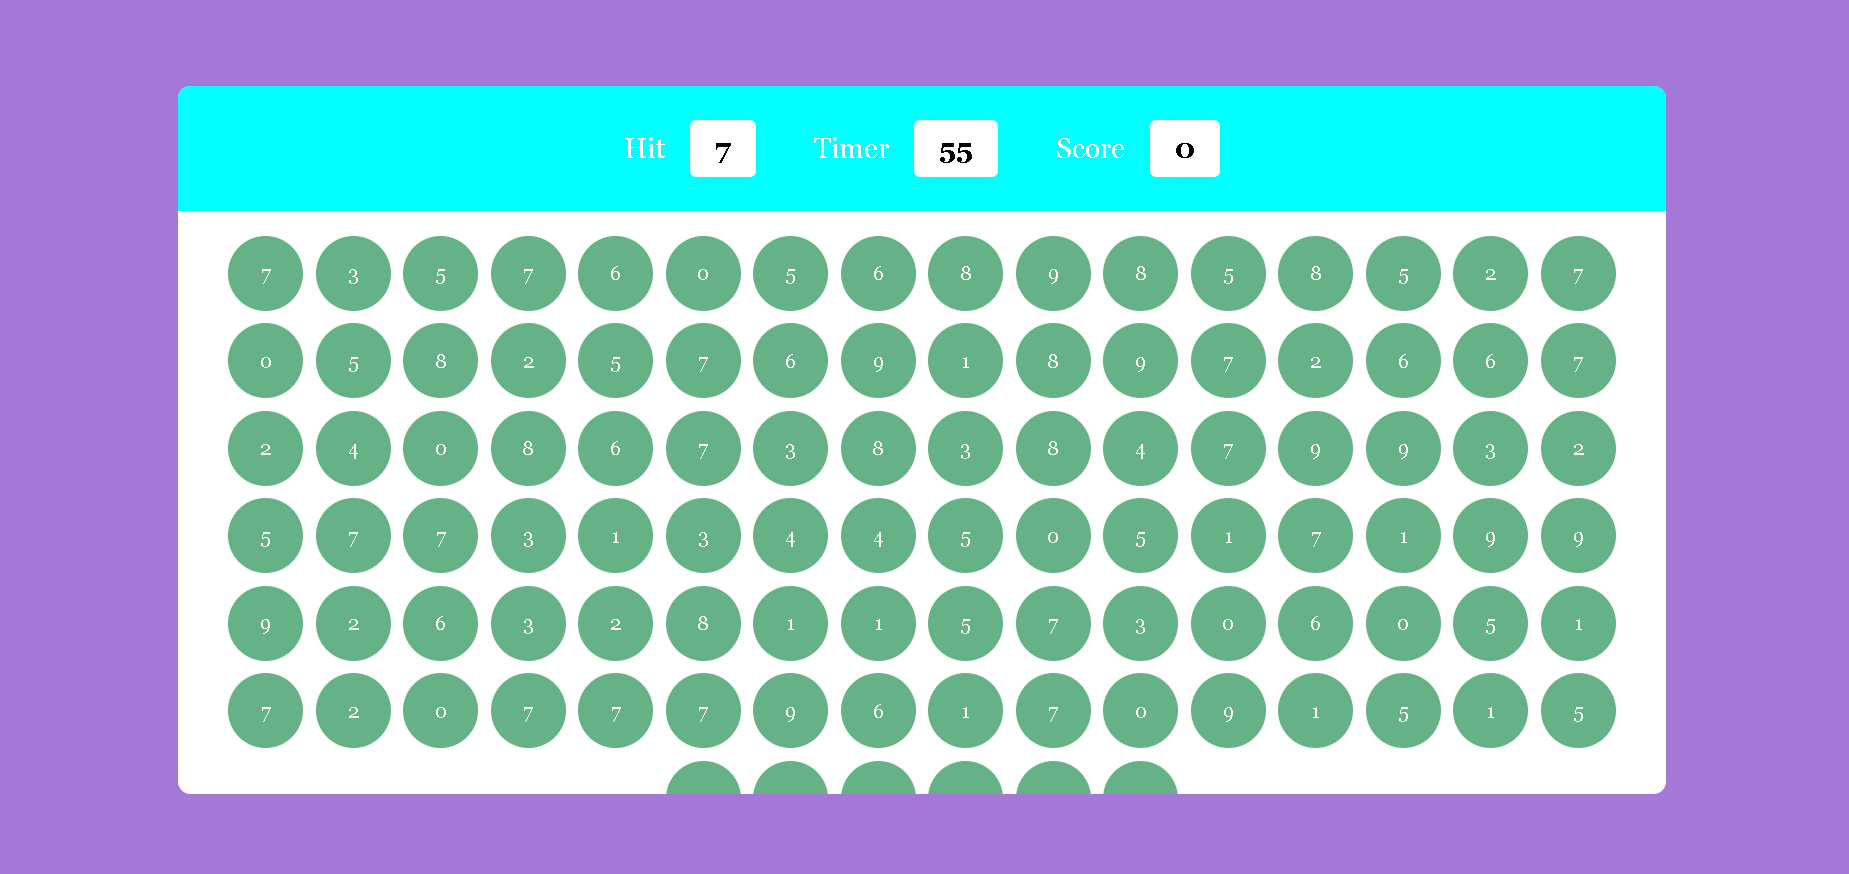 Hit 7 Timer 55 Score 0
7 3 5 7 6 0 5 6 8 9 8 5 8 5 2 7
0 5 8 2 5 7 6 9 1 8 9 7 2 6 6 7
2 4 0 8 6 7 3 8 3 8 4 7 9 9 3 2
5 7 7 3 1 3 4 4 5 0 5 1 7 1 9 9
9 2 6 3 2 8 1 1 5 7 3 0 6 0 5 1
7 2 0 7 7 7 9 6 1 7 0 9 1 5 1 5